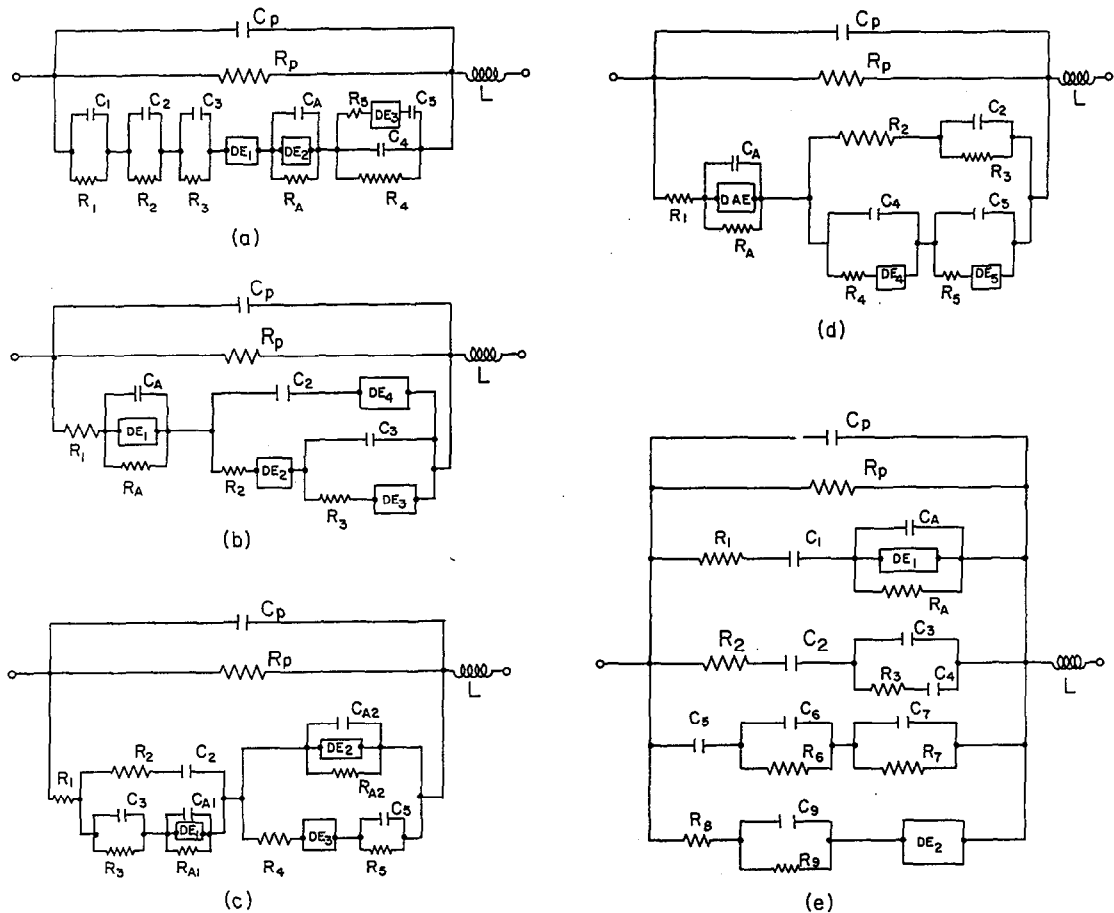 Cp
Rp
L
C1 C2 C3 CA R5 DE3 C5
DE1 DE2 C4
R1 R2 R3 RA R4
(a)
Cp
Rp
L
CA C2 DE4
R1 DE1 C3
RA R2 DE2
R3 DE3
(b)
Cp
Rp
L
CA2
DE2
RA2
R2 C2
R1
C3 CA1 DE1
R3 RA1
R4 DE3 C5
R5
(c)
Cp
Rp
L
R2 C2
R3
CA
R1 DAE
RA
C4 C5
R4 DE4 R5 DE5
(d)
Cp
Rp
R1 C1 CA
DE1
RA
R2 C2 C3
R3 C4
L
C5 C6 C7
R6 R7
R8 C9 DE2
R9
(e)